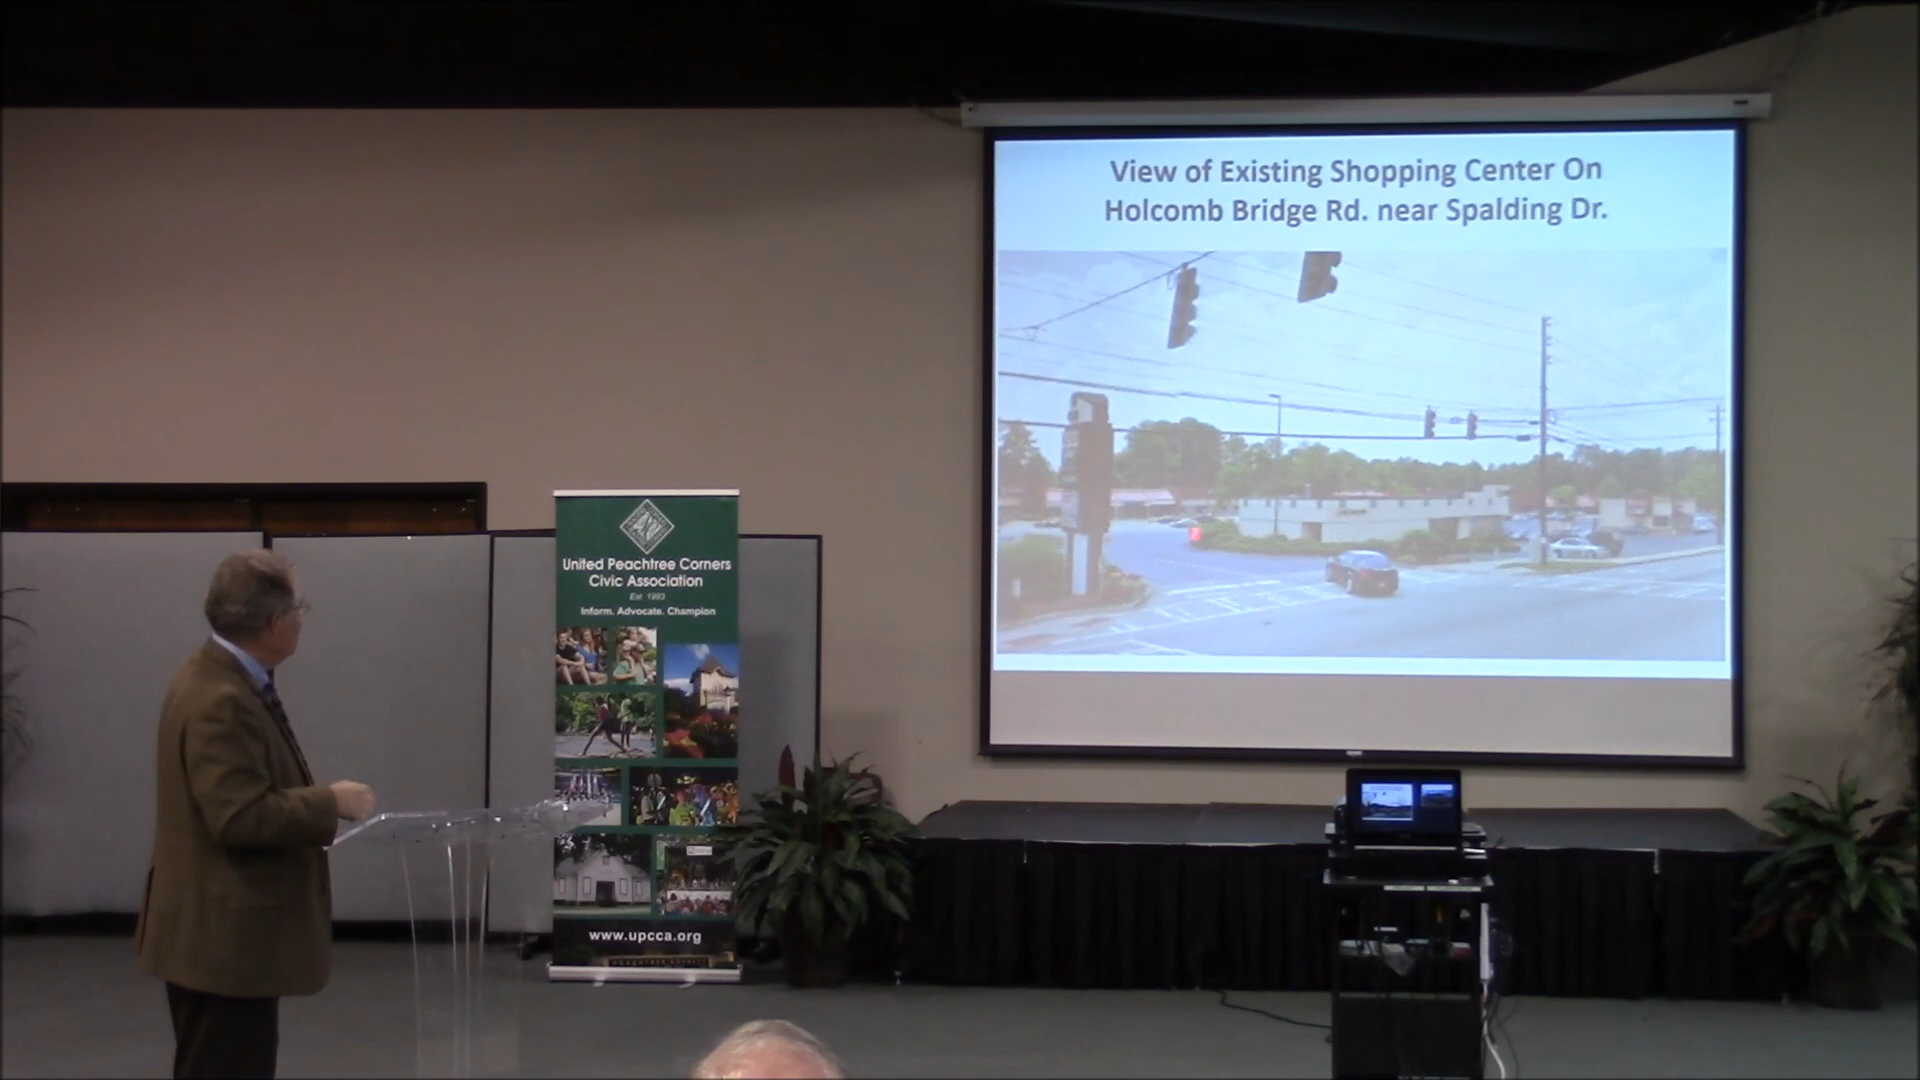 View of Existing Shopping Center On
Holcomb Bridge Rd. near Spalding Dr.
United Peachtree Corners
Civic Association
Est 1993
Inform. Advocate. Champion
www.upcca.org